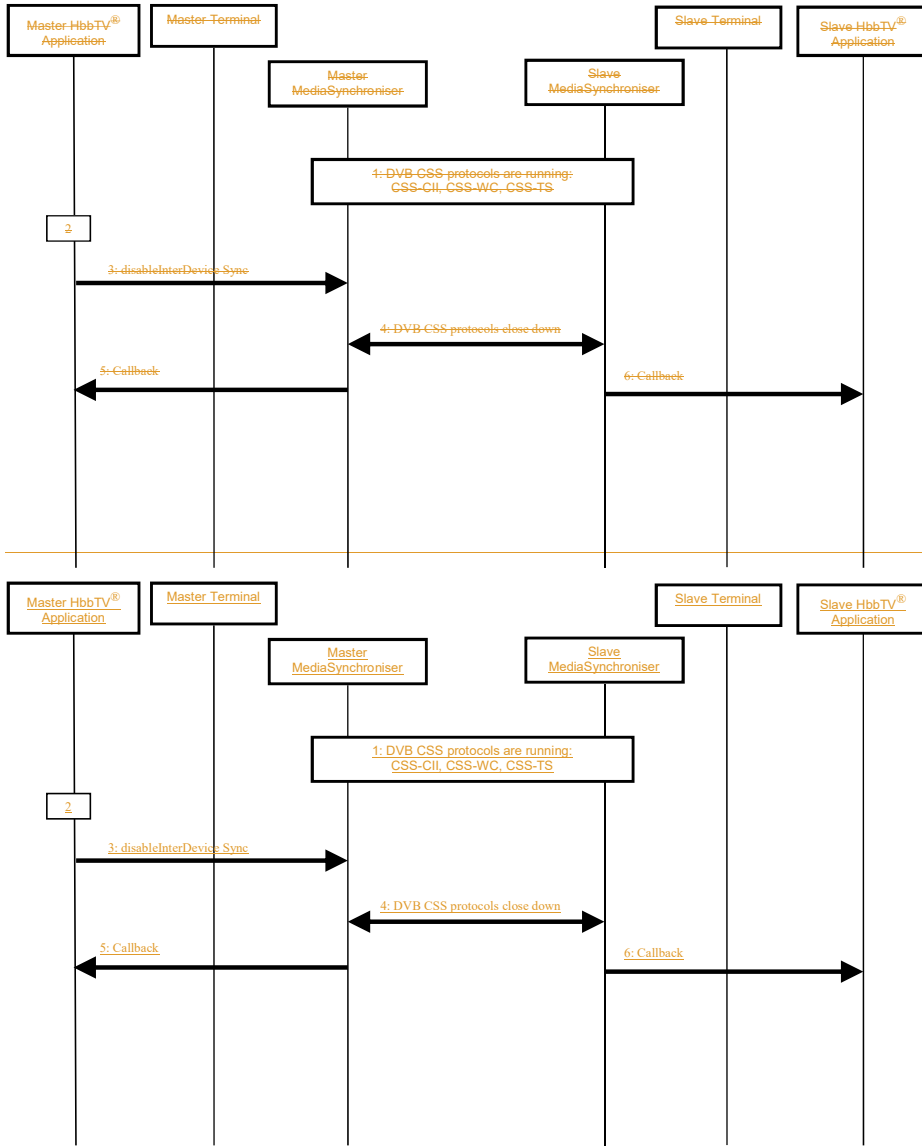 Master HbbTV®
Application
Master Terminal
Slave Terminal
Slave HbbTV®
Application
Master
MediaSynchroniser
Slave
MediaSynchroniser
1: DVB CSS protocols are running:
CSS-CII, CSS-WC, CSS-TS
2
3: disableInterDevice Sync
4: DVB CSS protocols close down
5: Callback
6: Callback
Master HbbTV®
Application
Master Terminal
Slave Terminal
Slave HbbTV®
Application
Master
MediaSynchroniser
Slave
MediaSynchroniser
1: DVB CSS protocols are running:
CSS-CII, CSS-WC, CSS-TS
2
3: disableInterDevice Sync
4: DVB CSS protocols close down
5: Callback
6: Callback